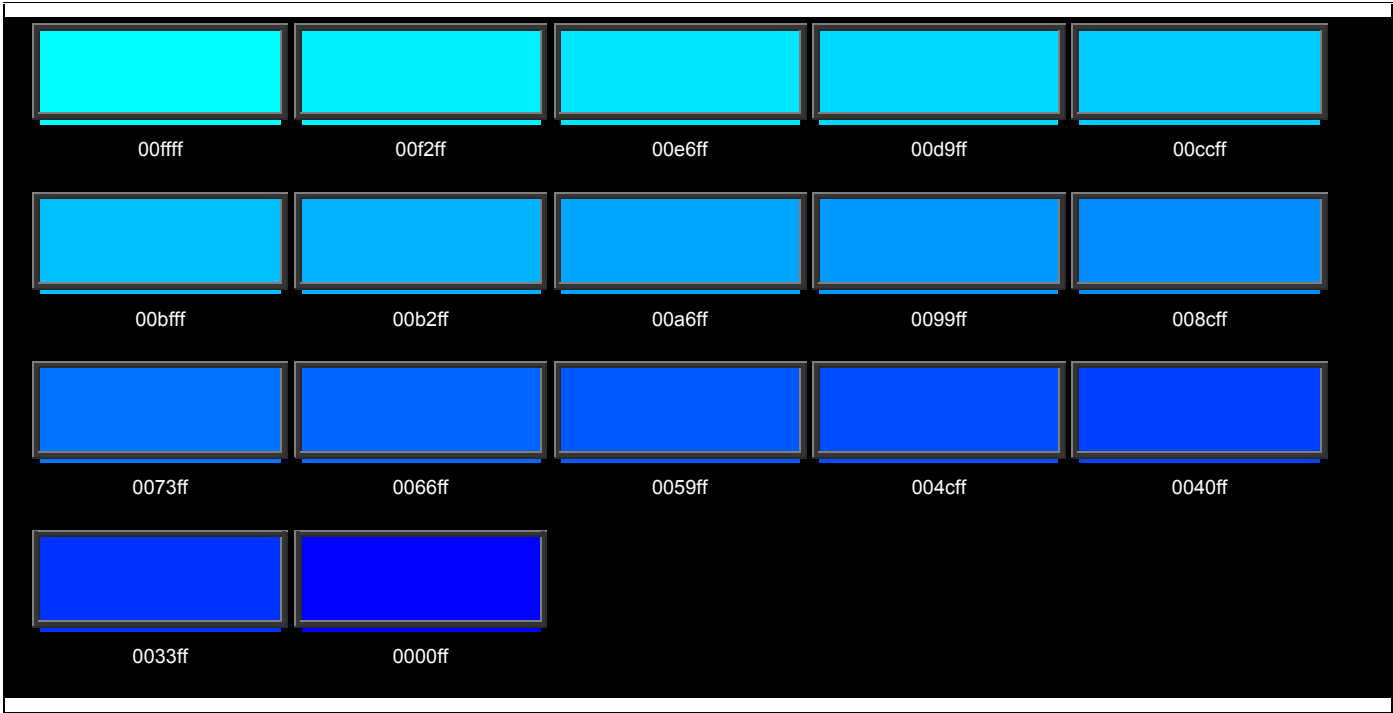 00ffff 00f2ff 00e6ff 00d9ff 00ccff
00bfff 00b2ff 00a6ff 0099ff 008cff
0073ff 0066ff 0059ff 004cff 0040ff
0033ff 0000ff